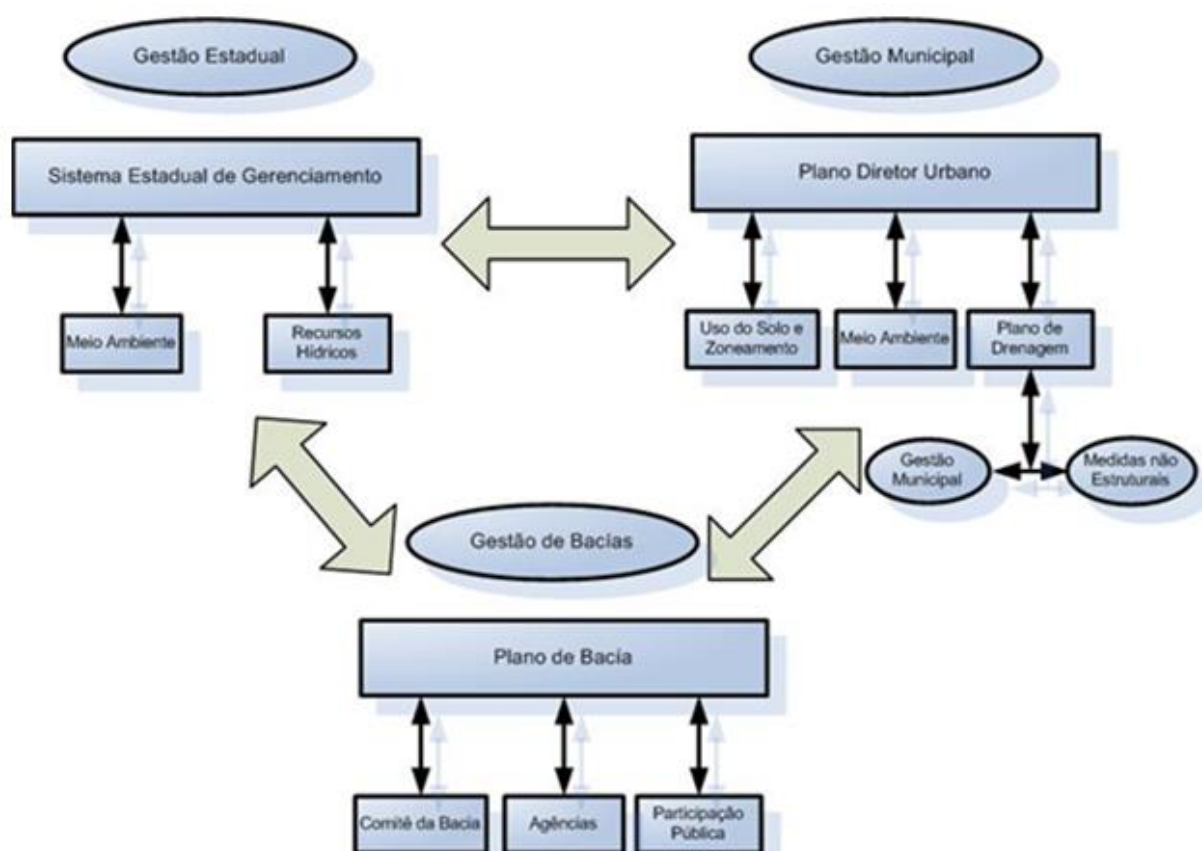 Gestão Estadual
Gestão Municipal
Sistema Estadual de Gerenciamento
Plano Diretor Urbano
Meio Ambiente
Recursos
Hídricos
Uso do Solo e
Zoneamento
Meio Ambiente
Plano de
Drenagem
Gestão
Municipal
Medidas não
Estruturais
Gestão de Bacias
Plano de Bacia
Comitê da Bacia
Agências
Participação
Pública